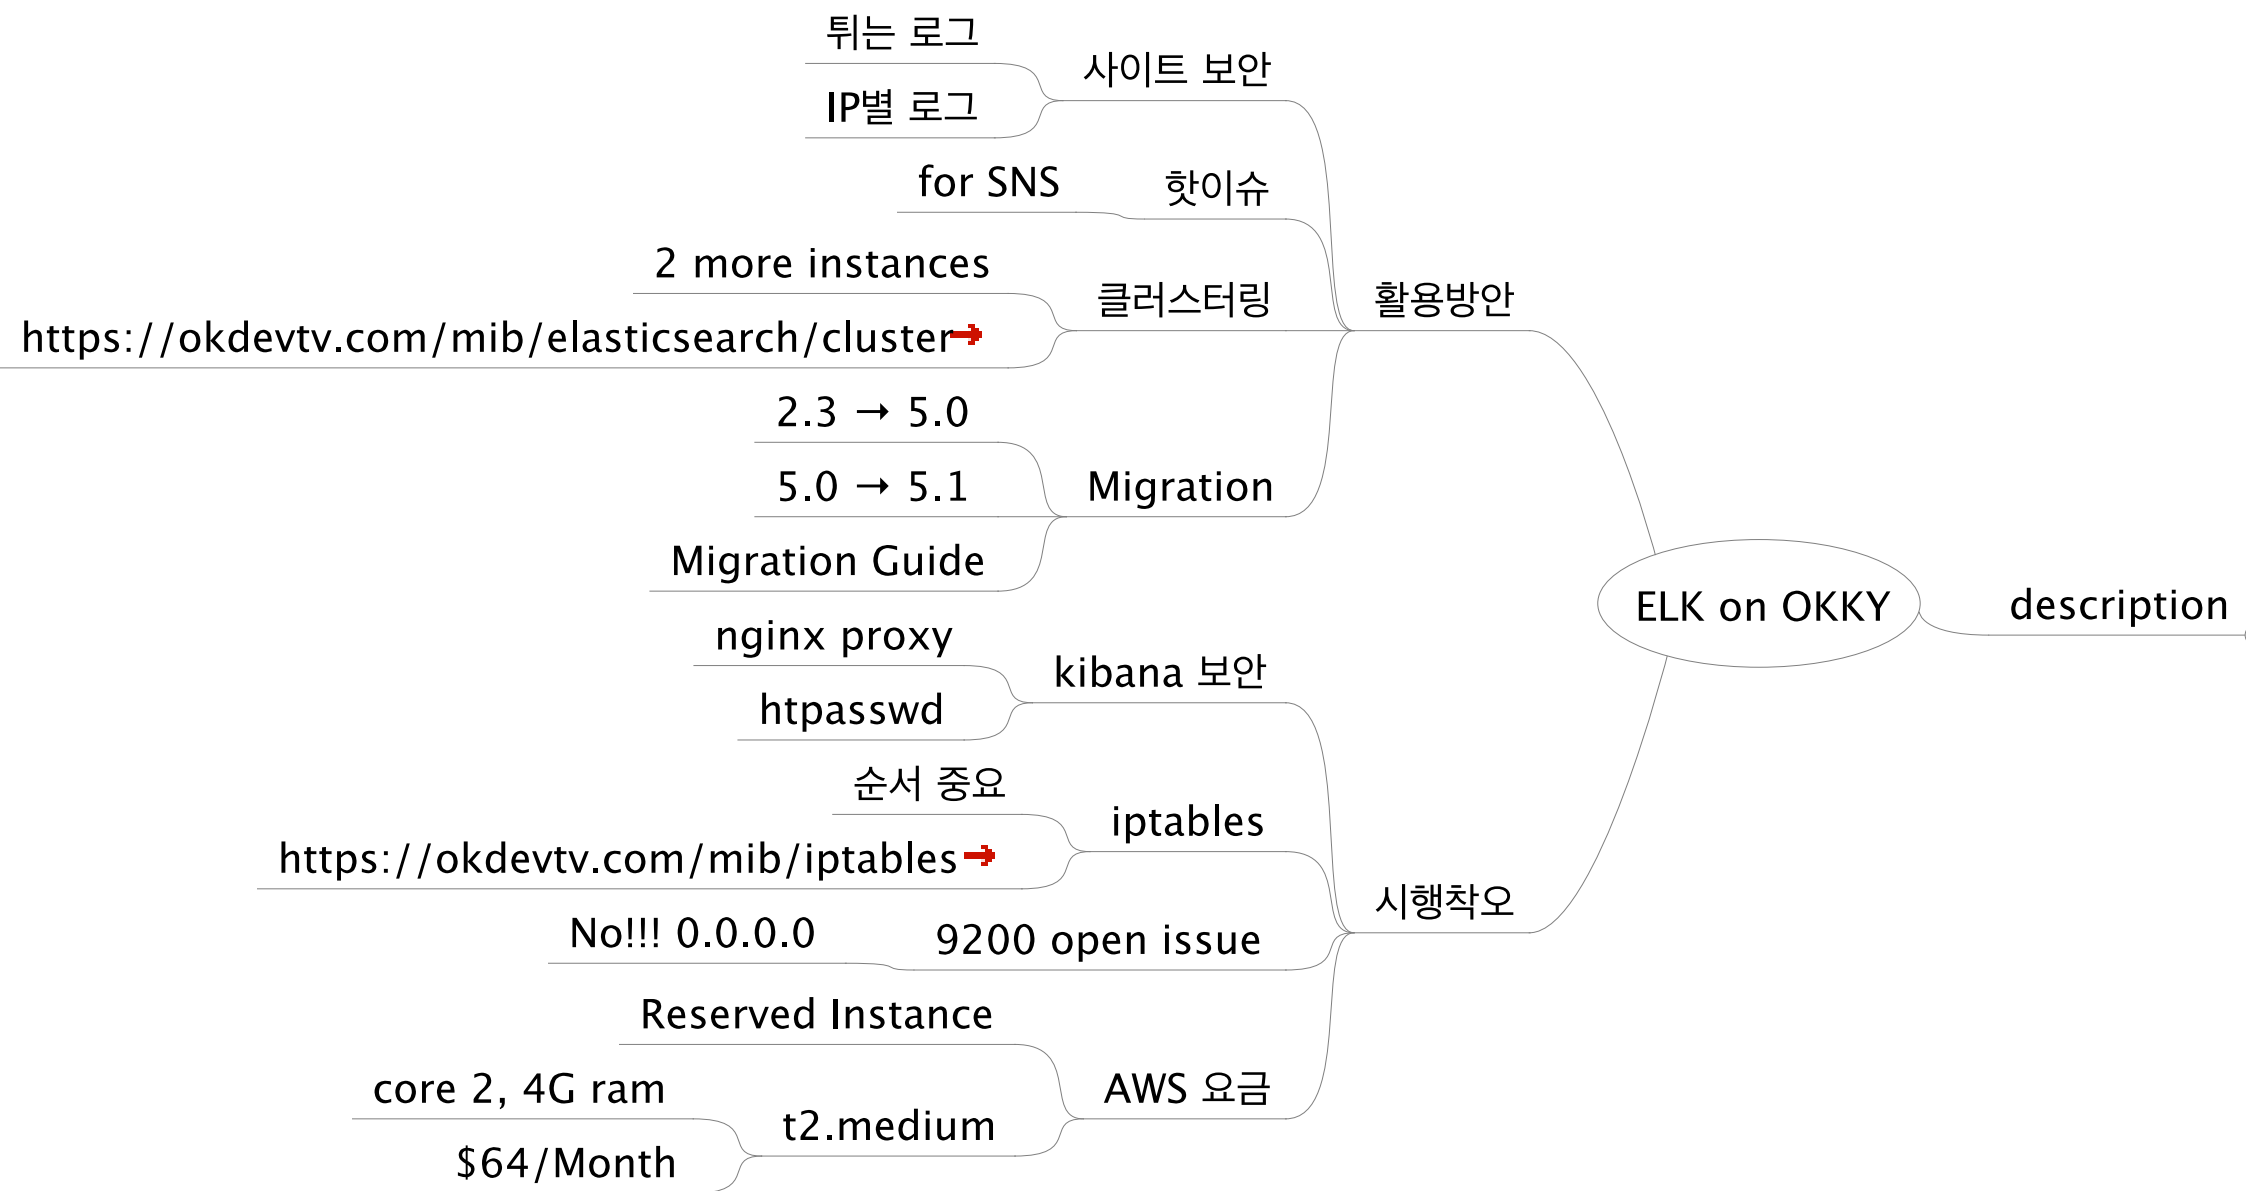 튀는 로그
사이트 보안
IP별 로그
for SNS
핫이슈
2 more instances
클러스터링
활용방안
https://okdevtv.com/mib/elasticsearch/cluster
2.3 → 5.0
5.0 → 5.1
Migration
Migration Guide
ELK on OKKY
description
nginx proxy
kibana 보안
htpasswd
순서 중요
iptables
https://okdevtv.com/mib/iptables
시행착오
No!!! 0.0.0.0
9200 open issue
Reserved Instance
AWS 요금
core 2, 4G ram
t2.medium
$64/Month